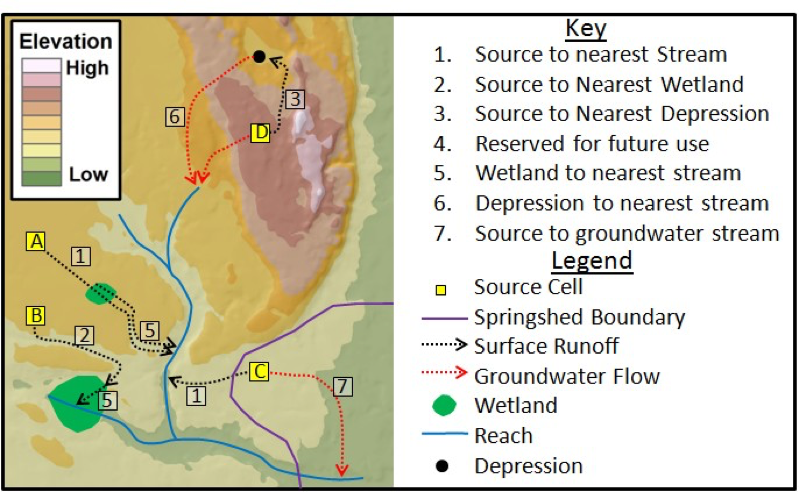 Elevation
High
Low
Key
1. Source to nearest Stream
2. Source to Nearest Wetland
3. Source to Nearest Depression
4. Reserved for future use
5. Wetland to nearest stream
6. Depression to nearest stream
7. Source to groundwater stream
Legend
Source Cell
Springshed Boundary
Surface Runoff
Groundwater Flow
Wetland
Reach
Depression
3
6
D
A
1
B
2
5
C
7
5
1